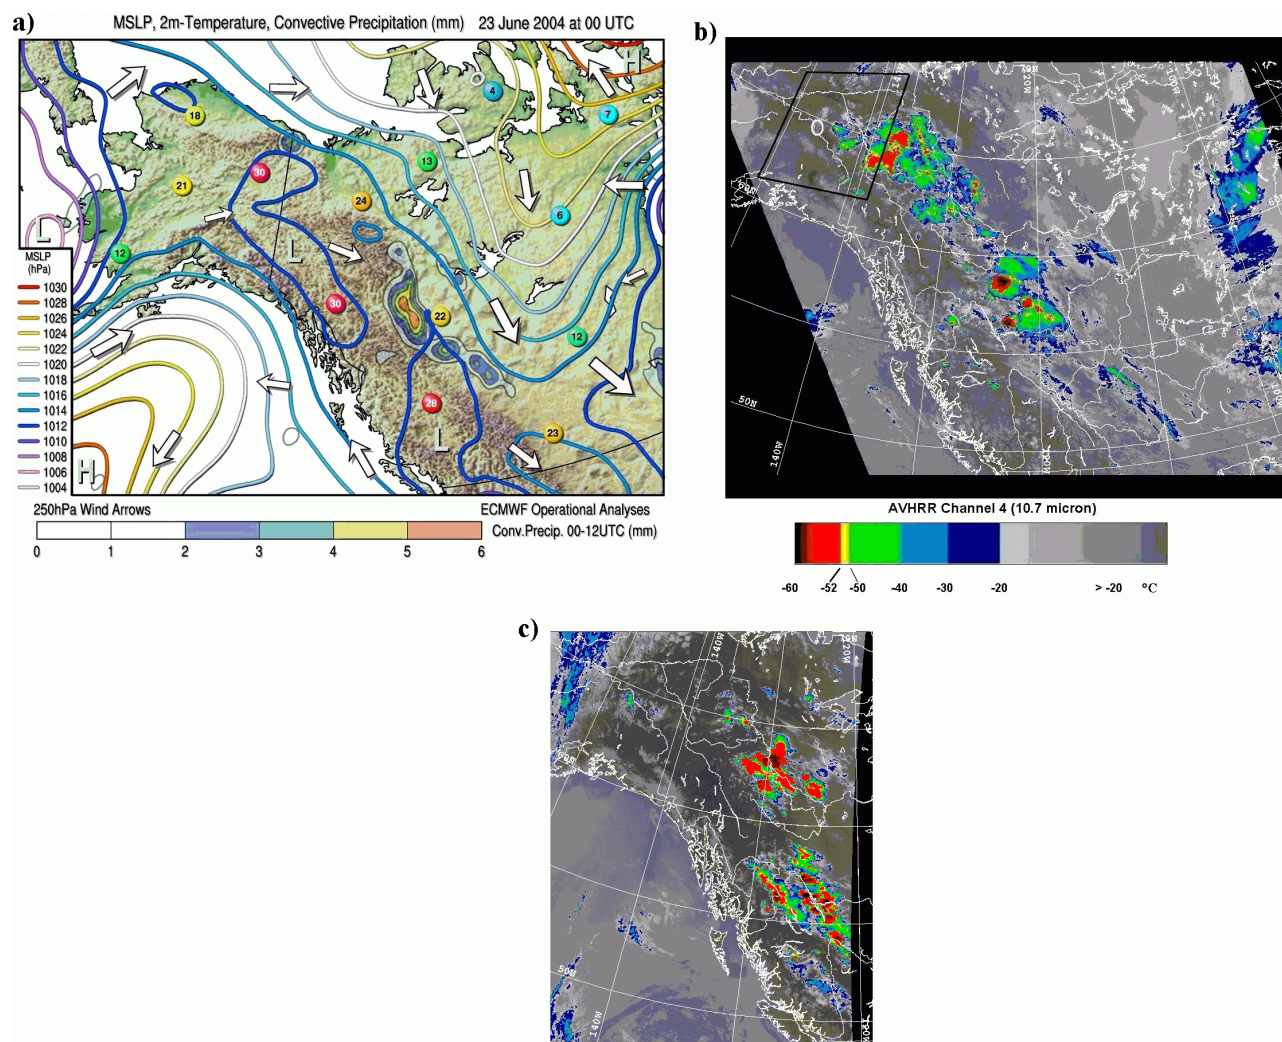 a)
MSLP, 2m-Temperature, Convective Precipitation (mm) 23 June 2004 at 00 UTC
H
4
18
7
13
30
21
24
6
L
12
L
30
22
12
28
23
L
H
MSLP
(hPa)
1030
1028
1026
1024
1022
1020
1018
1016
1014
1012
1010
1008
1006
1004
250hPa Wind Arrows
ECMWF Operational Analyses
Conv.Precip. 00-12UTC (mm)
0 1 2 3 4 5 6
b)
70N
120W
60N
50N
140W
AVHRR Channel 4 (10.7 micron)
-60 -52 -50 -40 -30 -20 > -20 °C
c)
140W
70N
120W
60N
50N
140W